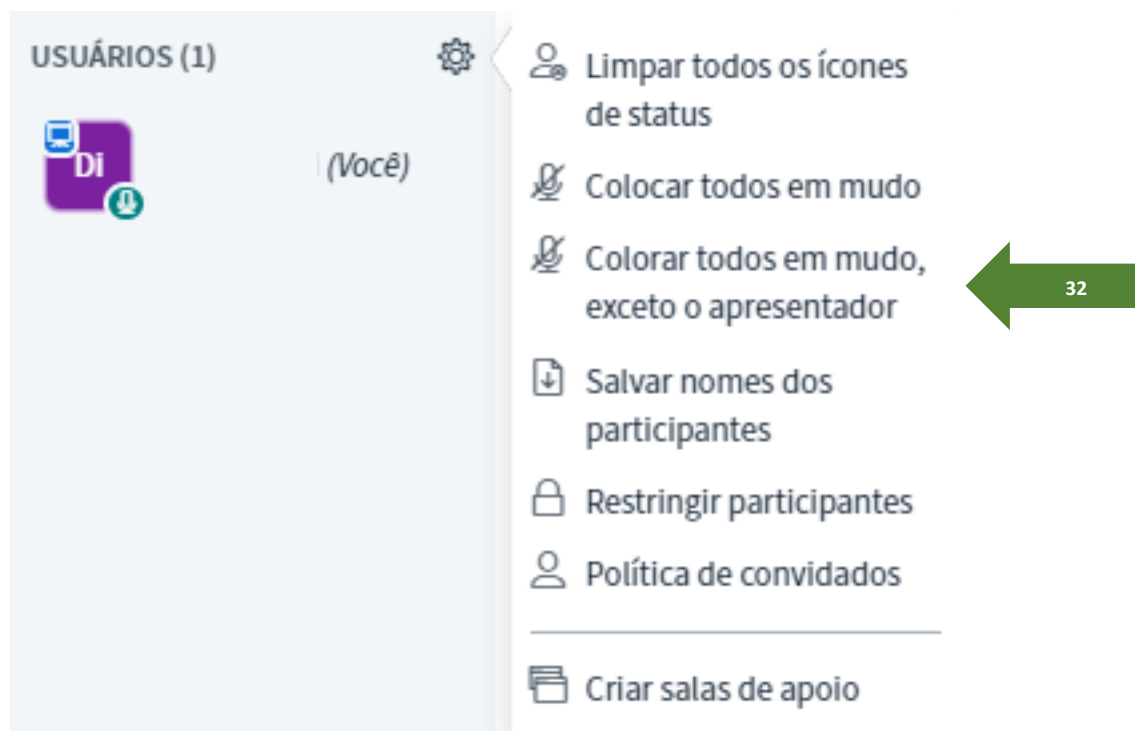 USUÁRIOS (1)
Di
(Você)
Limpar todos os ícones
de status
Colocar todos em mudo
Colorar todos em mudo,
exceto o apresentador
32
Salvar nomes dos
participantes
Restringir participantes
Política de convidados
Criar salas de apoio